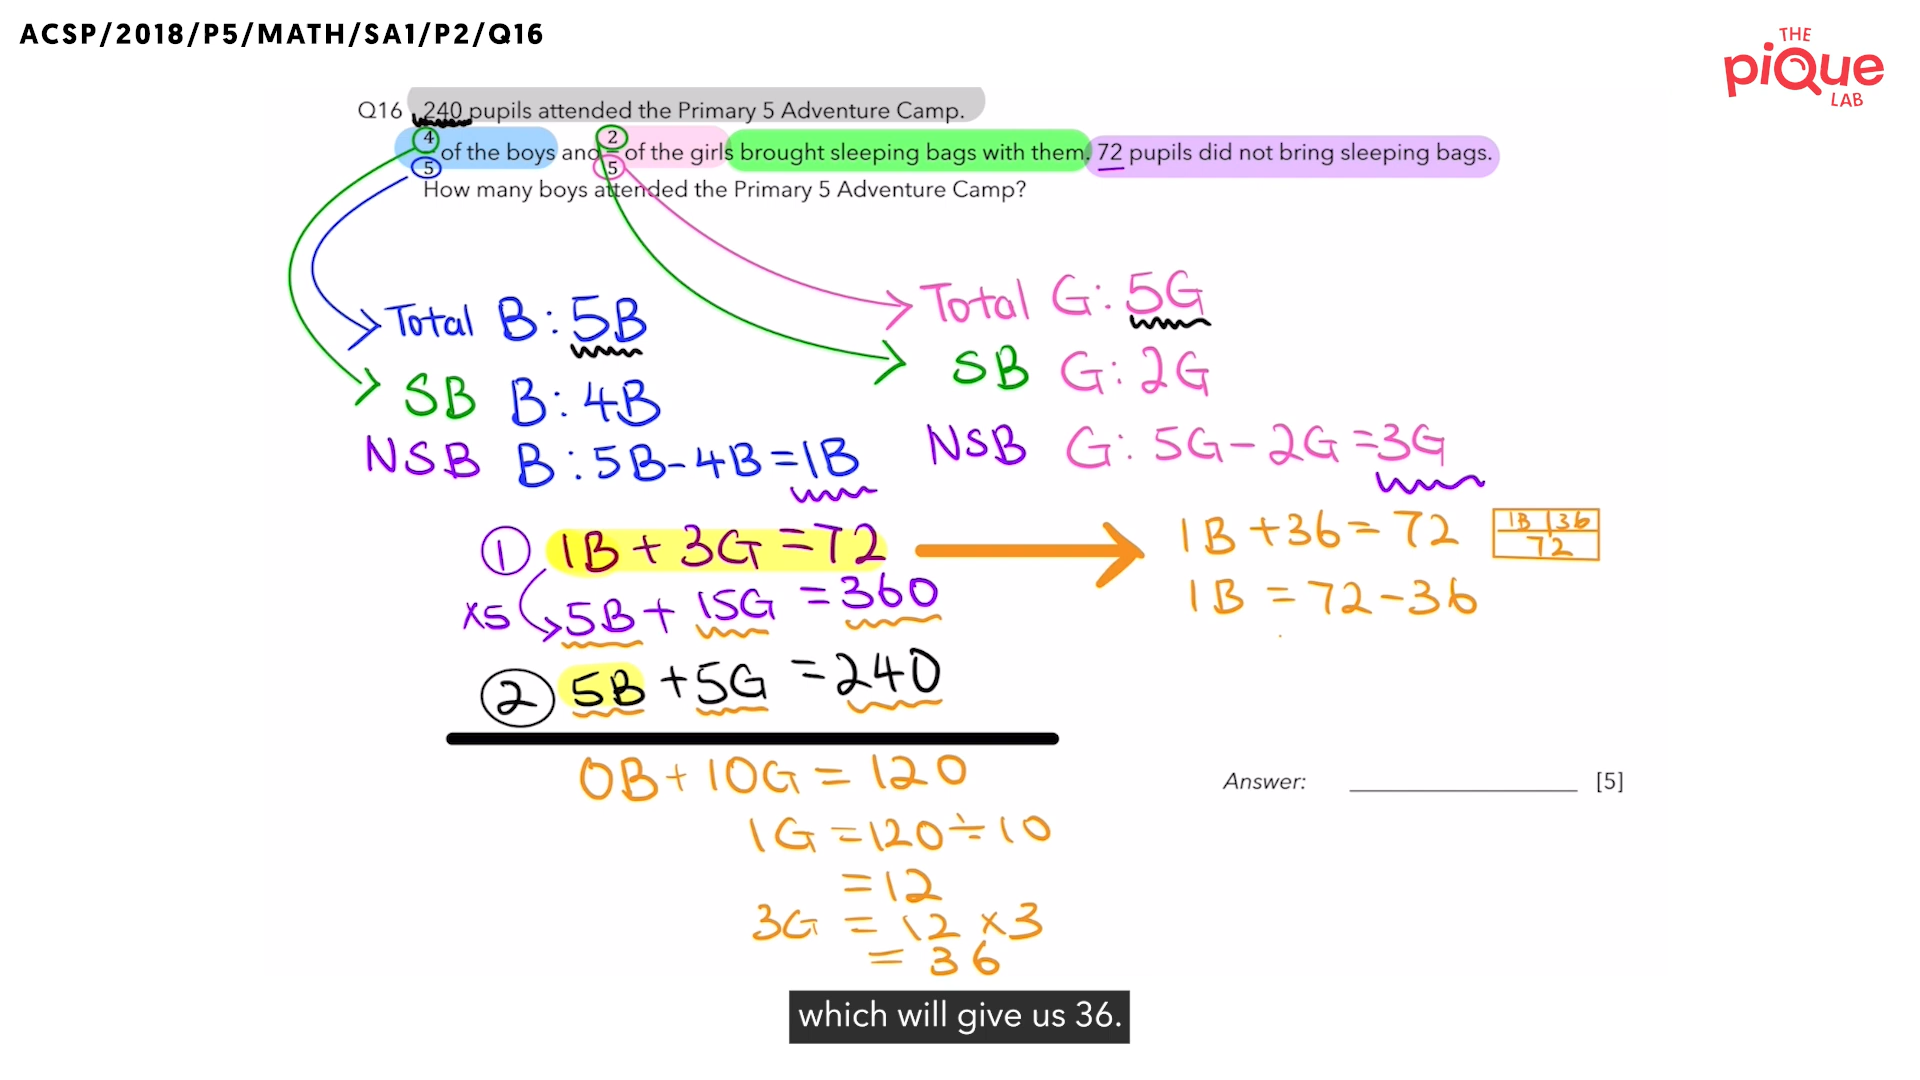 ACSP/2018/P5/MATH/SA1/P2/Q16
THE
piQue
LAB
Q16 240 pupils attended the Primary 5 Adventure Camp.
4/5 of the boys and 2/5 of the girls brought sleeping bags with them. 72 pupils did not bring sleeping bags.
How many boys attended the Primary 5 Adventure Camp?
Total B: 5B
SB B: 4B
NSB B: 5B-4B=1B
Total G: 5G
SB G: 2G
NSB G: 5G-2G=3G
1 1B + 3G = 72
x5 5B + 15G = 360
2 5B + 5G = 240
0B + 10G = 120
1G = 120 ÷ 10
= 12
3G = 12 x 3
= 36
1B + 36 = 72
1B 36
72
1B = 72 - 36
Answer: ____________ [5]
which will give us 36.